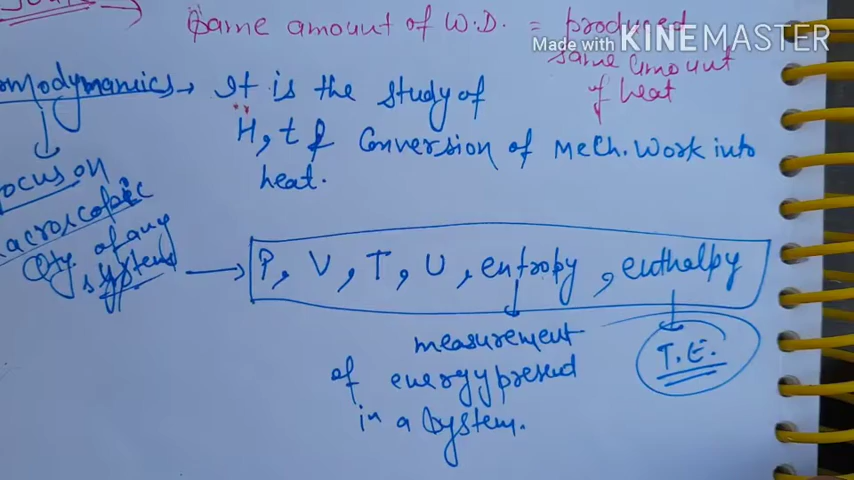 same amount of W.D. = produced
same amount
of heat
Made with KINEMASTER
omodynamics → It is the study of
H, t & Conversion of Mech. Work into
heat.
ocus on
acroscopic
Qty. of any
system
P, V, T, U, entropy, enthalpy
measurement
of energy present
in a system.
T.E.